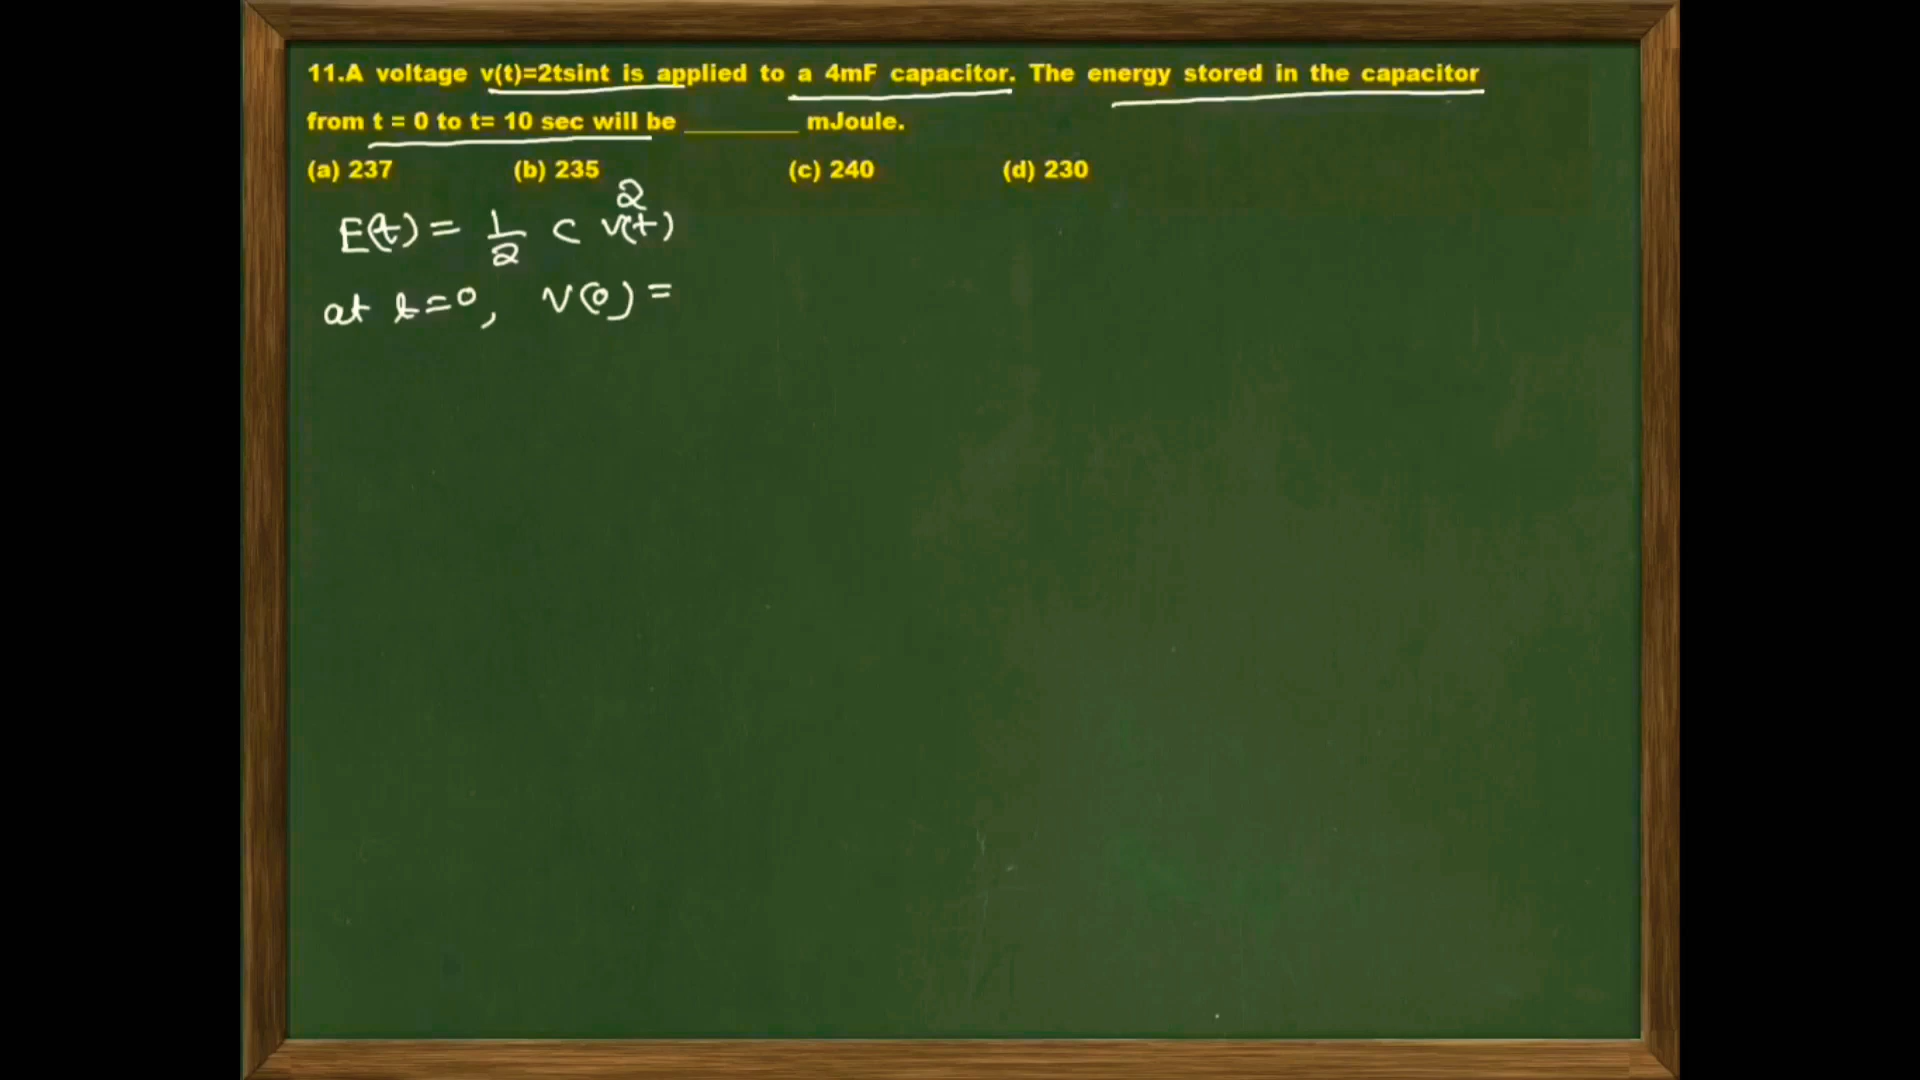 11.A voltage v(t)=2tsint is applied to a 4mF capacitor. The energy stored in the capacitor
from t = 0 to t= 10 sec will be ________ mJoule.
(a) 237 (b) 235 (c) 240 (d) 230
E(t) = 1/2 C v²(t)
at t=0, V(0) =